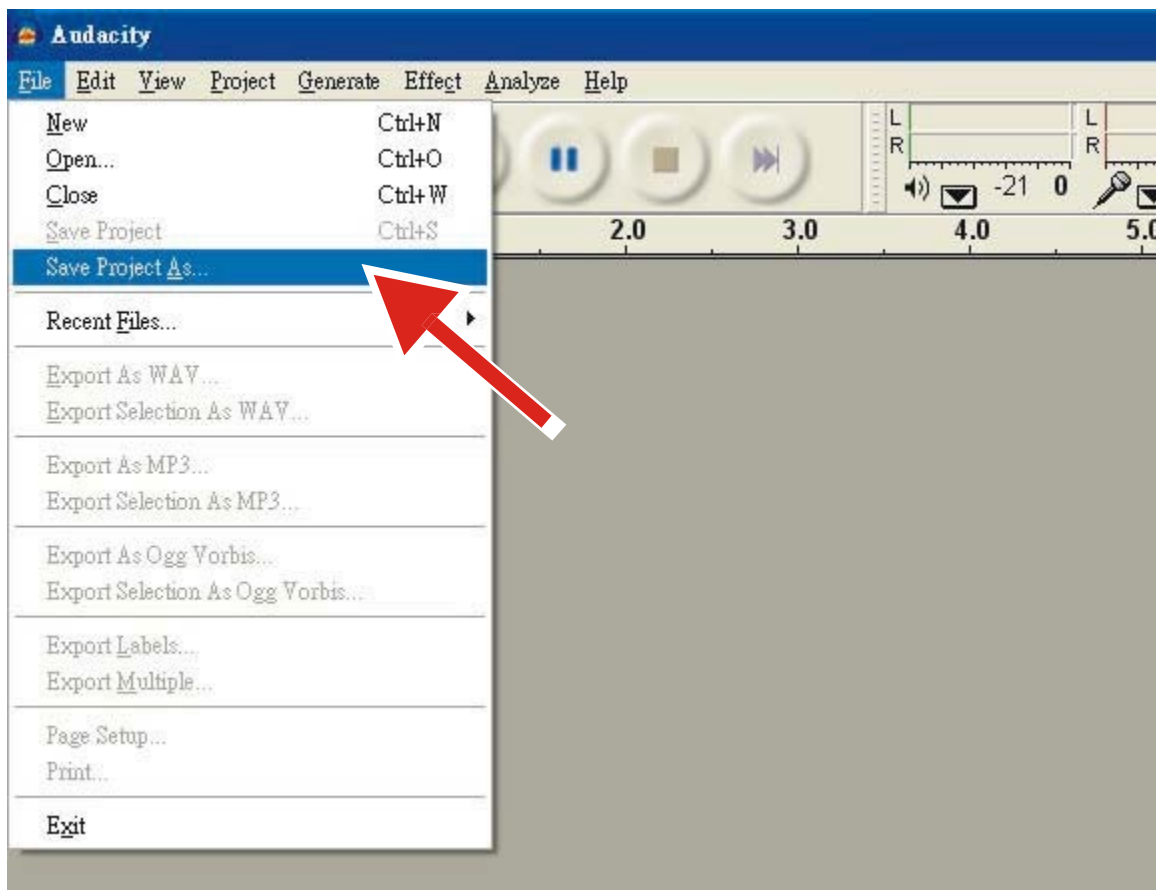 Audacity
File Edit View Project Generate Effect Analyze Help
New Ctrl+N
Open... Ctrl+O
Close Ctrl+W
Save Project Ctrl+S
Save Project As...
Recent Files...
Export As WAV...
Export Selection As WAV...
Export As MP3...
Export Selection As MP3...
Export As Ogg Vorbis...
Export Selection As Ogg Vorbis...
Export Labels...
Export Multiple...
Page Setup...
Print...
Exit
L L
R R
-21 0
2.0 3.0 4.0 5.0